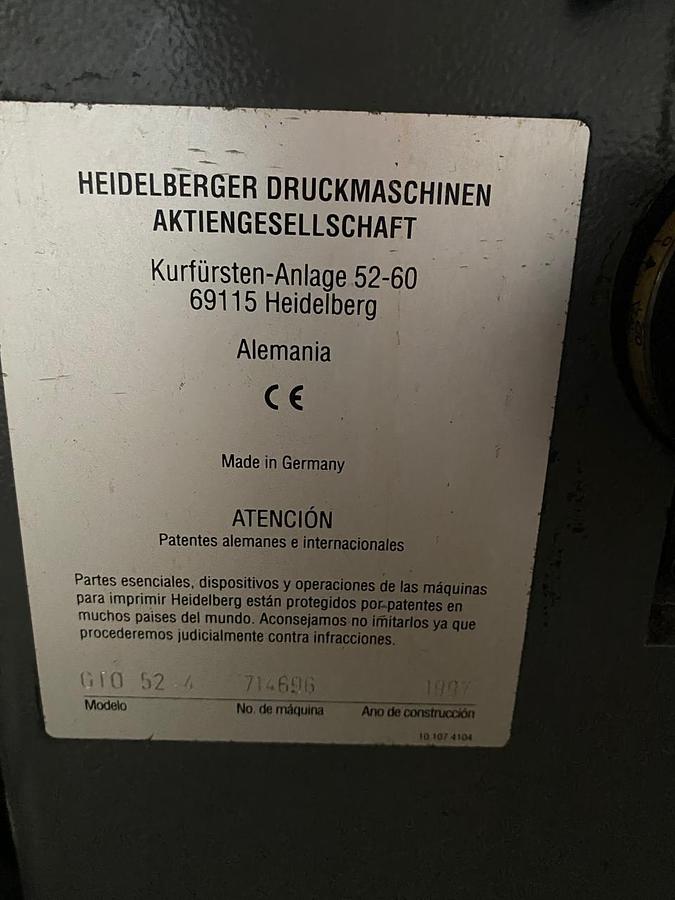 HEIDELBERGER DRUCKMASCHINEN
AKTIENGESELLSCHAFT
Kurfürsten-Anlage 52-60
69115 Heidelberg
Alemania
CE
Made in Germany
ATENCIÓN
Patentes alemanes e internacionales
Partes esenciales, dispositivos y operaciones de las máquinas
para imprimir Heidelberg están protegidos por patentes en
muchos paises del mundo. Aconsejamos no imitarlos ya que
procederemos judicialmente contra infracciones.
GTO 52 4 714696 1997
Modelo No. de máquina Ano de construcción
10 107 4104